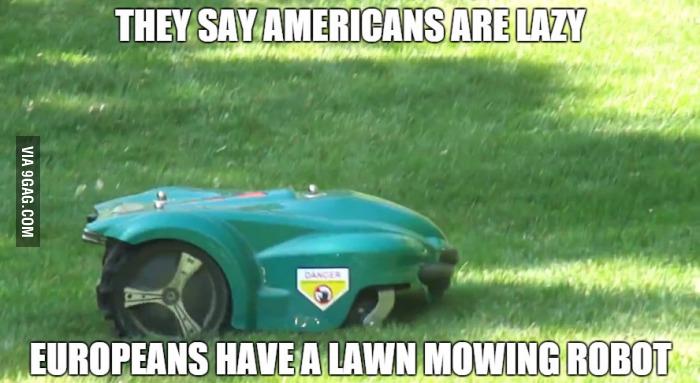 THEY SAY AMERICANS ARE LAZY
VIA 9GAG.COM
DANGER
EUROPEANS HAVE A LAWN MOWING ROBOT